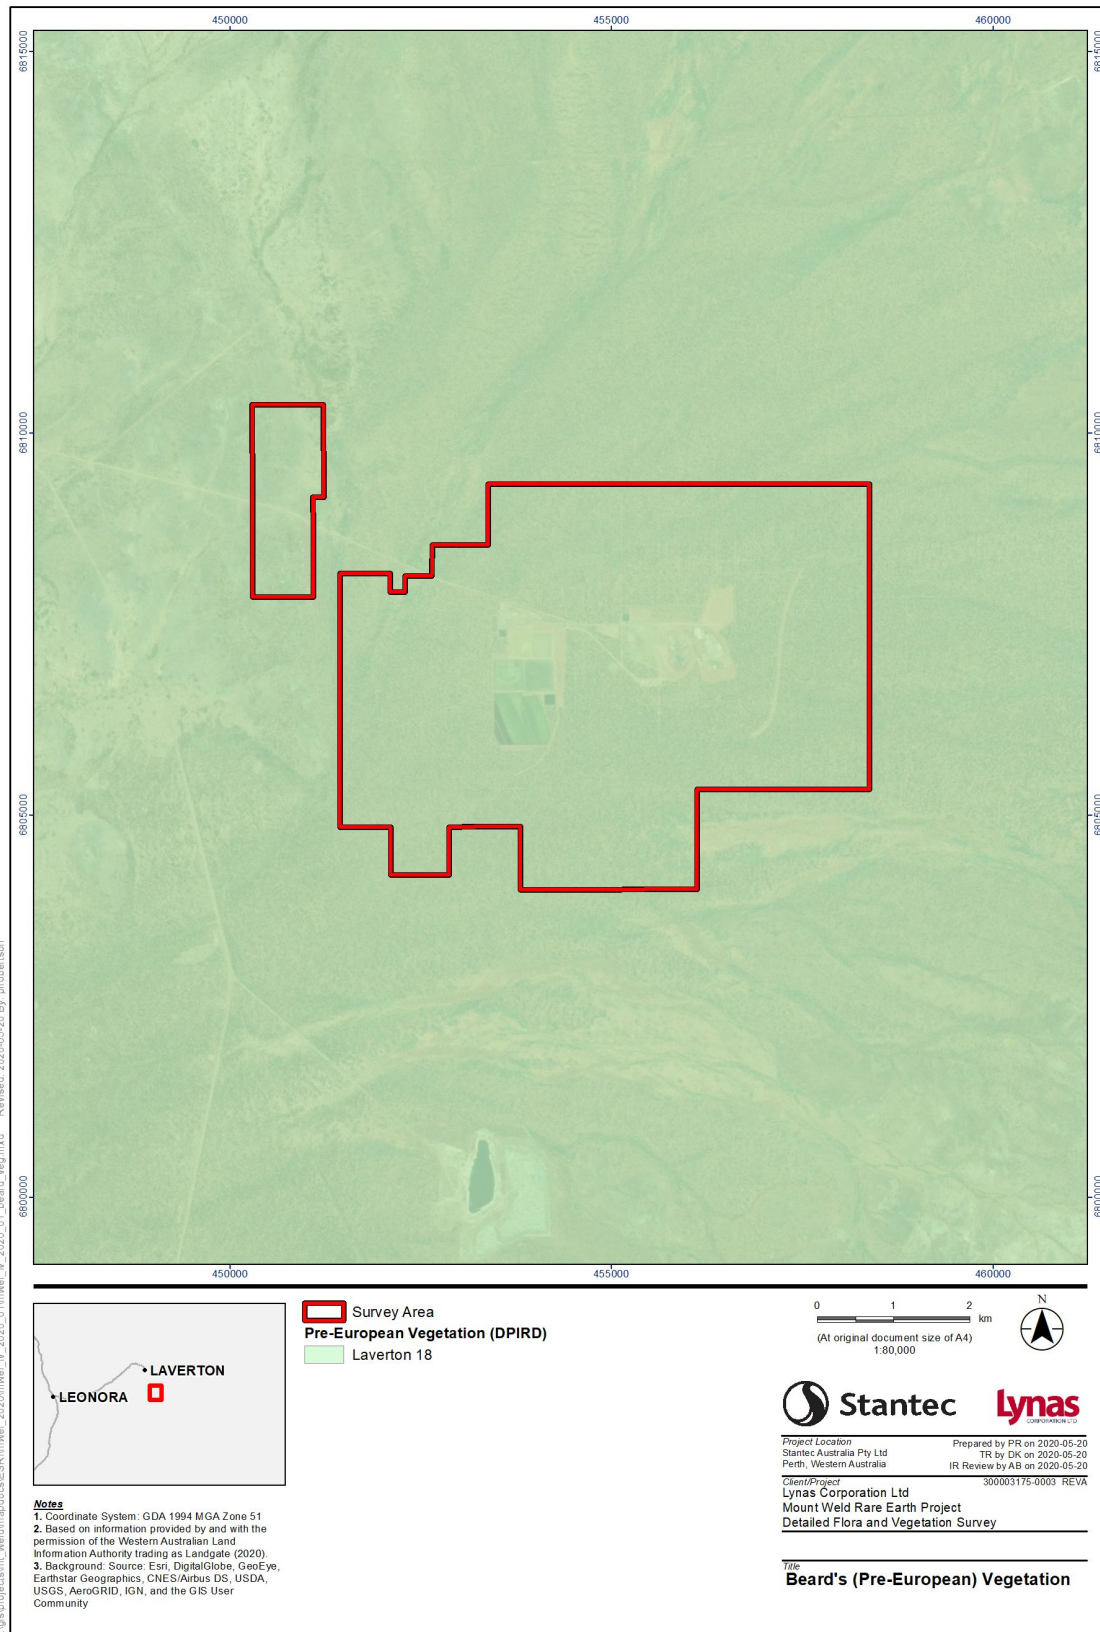 450000
455000
460000
6815000
6815000
6810000
6810000
6805000
6805000
6800000
6800000
450000
455000
460000
LAVERTON
LEONORA
Survey Area
Pre-European Vegetation (DPIRD)
Laverton 18
0 1 2
km
(At original document size of A4)
1:80,000
N
Stantec
Lynas
CORPORATION LTD
Project Location
Stantec Australia Pty Ltd
Perth, Western Australia
Prepared by PR on 2020-05-20
TR by DK on 2020-05-20
IR Review by AB on 2020-05-20
Client/Project
300003175-0003 REVA
Lynas Corporation Ltd
Mount Weld Rare Earth Project
Detailed Flora and Vegetation Survey
Title
Beard's (Pre-European) Vegetation
Notes
1. Coordinate System: GDA 1994 MGA Zone 51
2. Based on information provided by and with the
permission of the Western Australian Land
Information Authority trading as Landgate (2020).
3. Background: Source: Esri, DigitalGlobe, GeoEye,
Earthstar Geographics, CNES/Airbus DS, USDA,
USGS, AeroGRID, IGN, and the GIS User
Community